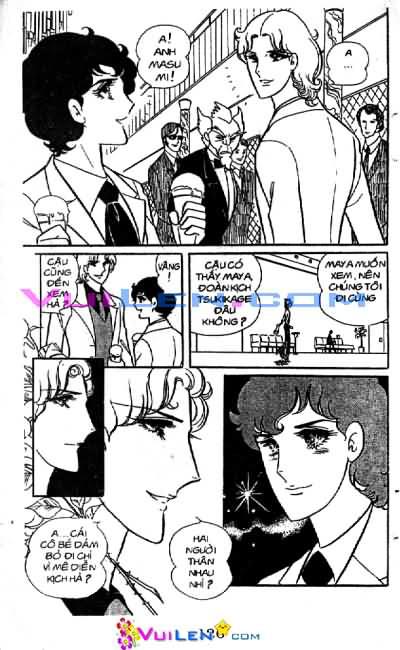 A!
ANH
MASU
MI!
A
...
CẬU
CŨNG
ĐẾN
XEM
HẢ?
VÂNG!
CẬU CÓ
THẤY MAYA,
ĐOÀN KỊCH
TSUKIKAGE
ĐÂU
KHÔNG?
MAYA MUỐN
XEM, NÊN
CHÚNG TÔI
ĐI CÙNG
VUILEN.COM
A...CÁI
CÔ BÉ DÁM
BỎ ĐI CHỈ
VÌ MÊ DIỄN
KỊCH HẢ?
HAI
NGƯỜI
THÂN
NHAU
NHỈ?
VUILEN.COM